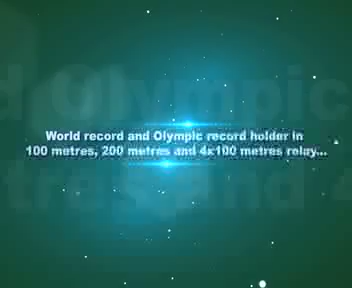 World record and Olympic record holder in
100 metres, 200 metres and 4x100 metres relay...